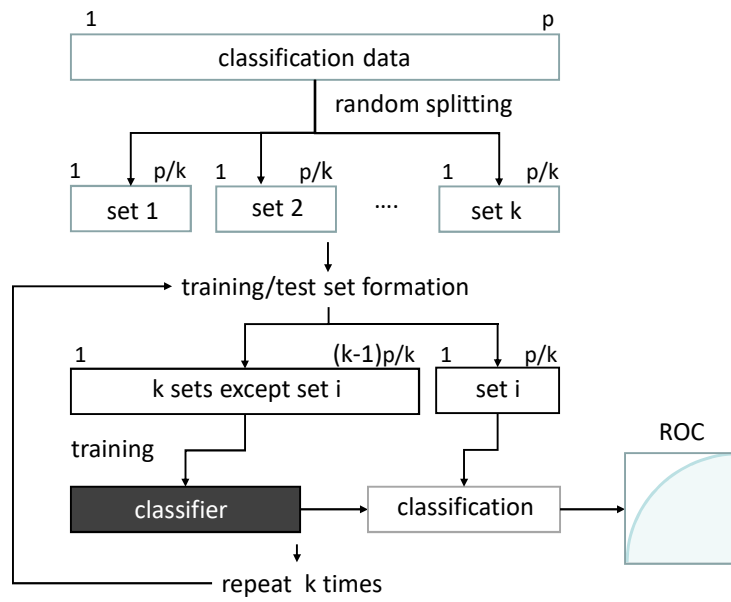 1 p
classification data
random splitting
1 p/k 1 p/k 1 p/k
set 1 set 2 .... set k
training/test set formation
1 (k-1)p/k 1 p/k
k sets except set i set i
training
ROC
classifier classification
repeat k times